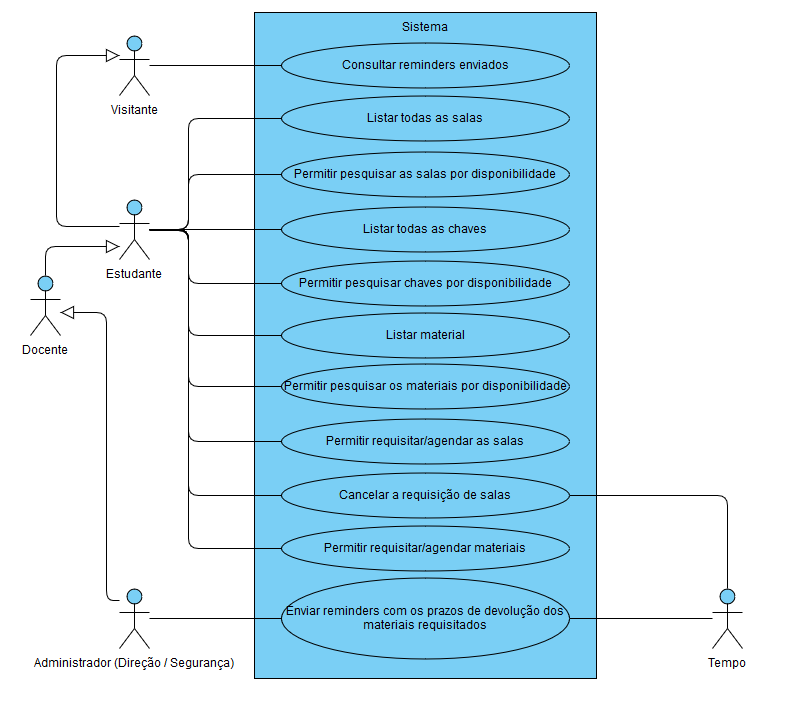 Sistema
Consultar reminders enviados
Visitante
Listar todas as salas
Permitir pesquisar as salas por disponibilidade
Listar todas as chaves
Estudante
Permitir pesquisar chaves por disponibilidade
Listar material
Docente
Permitir pesquisar os materiais por disponibilidade
Permitir requisitar/agendar as salas
Cancelar a requisição de salas
Permitir requisitar/agendar materiais
Enviar reminders com os prazos de devolução dos
materiais requisitados
Administrador (Direção / Segurança)
Tempo